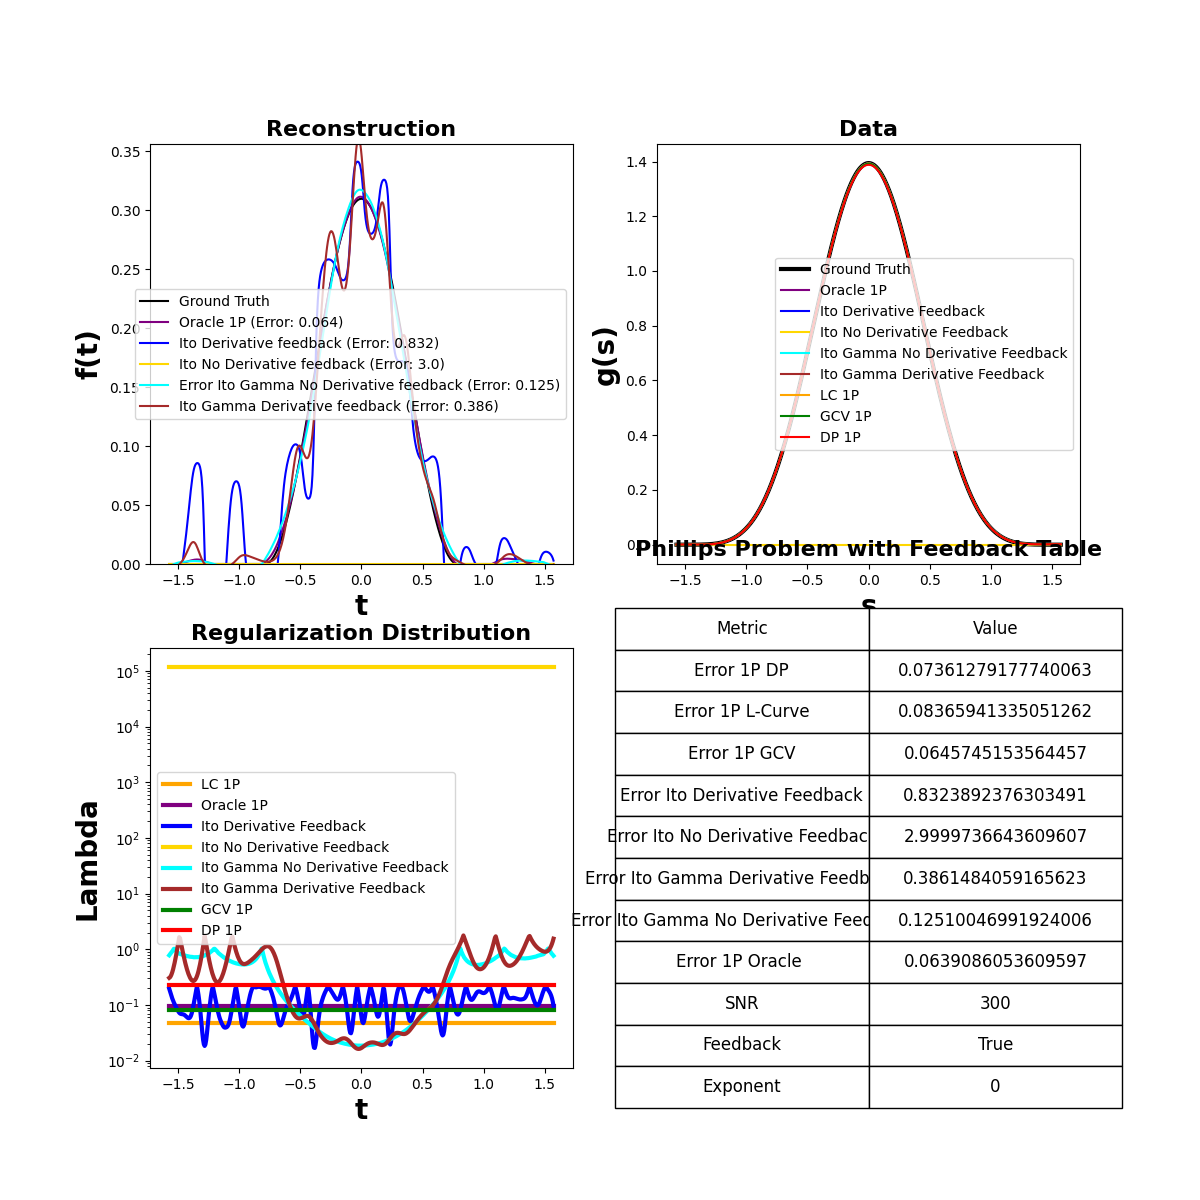 Reconstruction
0.35
0.30
0.25
0.20
0.15
0.10
0.05
0.00
f(t)
Ground Truth
Oracle 1P (Error: 0.064)
Ito Derivative feedback (Error: 0.832)
Ito No Derivative feedback (Error: 3.0)
Error Ito Gamma No Derivative feedback (Error: 0.125)
Ito Gamma Derivative feedback (Error: 0.386)
−1.5 −1.0 −0.5 0.0 0.5 1.0 1.5
t
Data
1.4
1.2
1.0
0.8
0.6
0.4
0.2
g(s)
Ground Truth
Oracle 1P
Ito Derivative Feedback
Ito No Derivative Feedback
Ito Gamma No Derivative Feedback
Ito Gamma Derivative Feedback
LC 1P
GCV 1P
DP 1P
−1.5 −1.0 −0.5 0.0 0.5 1.0 1.5
s
Regularization Distribution
10⁵
10⁴
10³
10²
10¹
10⁰
10⁻¹
10⁻²
Lambda
LC 1P
Oracle 1P
Ito Derivative Feedback
Ito No Derivative Feedback
Ito Gamma No Derivative Feedback
Ito Gamma Derivative Feedback
GCV 1P
DP 1P
−1.5 −1.0 −0.5 0.0 0.5 1.0 1.5
t
Phillips Problem with Feedback Table
Metric Value
Error 1P DP 0.07361279177740063
Error 1P L-Curve 0.08365941335051262
Error 1P GCV 0.0645745153564457
Error Ito Derivative Feedback 0.8323892376303491
Error Ito No Derivative Feedbac 2.9999736643609607
Error Ito Gamma Derivative Feedb 0.3861484059165623
Error Ito Gamma No Derivative Feed 0.12510046991924006
Error 1P Oracle 0.0639086053609597
SNR 300
Feedback True
Exponent 0